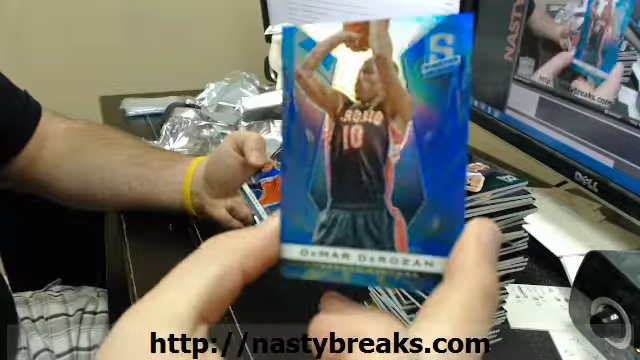 NASTY
http://nastybreaks.com
DELL
10
DeMAR DeROZAN
http://nastybreaks.com